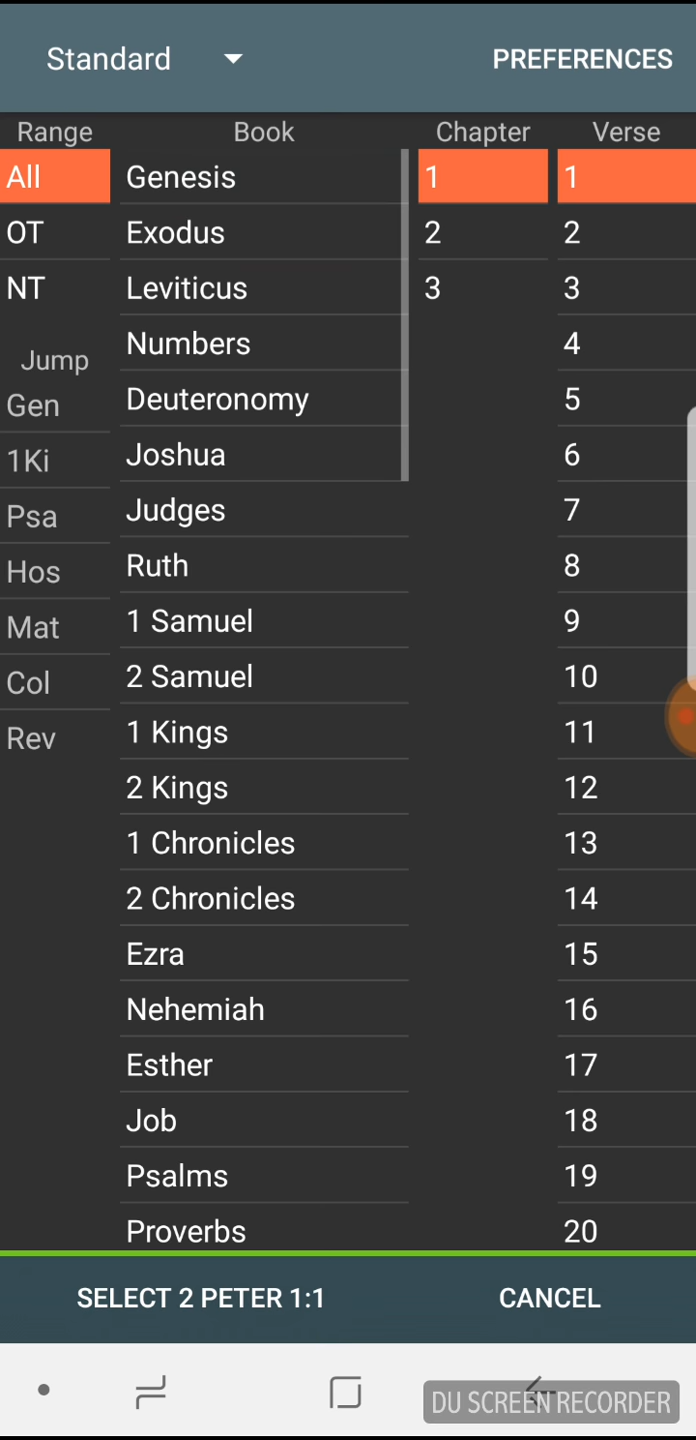 Standard PREFERENCES
Range Book Chapter Verse
All Genesis 1 1
OT Exodus 2 2
NT Leviticus 3 3
Numbers 4
Jump
Gen Deuteronomy 5
1Ki Joshua 6
Psa Judges 7
Hos Ruth 8
Mat 1 Samuel 9
Col 2 Samuel 10
Rev 1 Kings 11
2 Kings 12
1 Chronicles 13
2 Chronicles 14
Ezra 15
Nehemiah 16
Esther 17
Job 18
Psalms 19
Proverbs 20
SELECT 2 PETER 1:1 CANCEL
DU SCREEN RECORDER